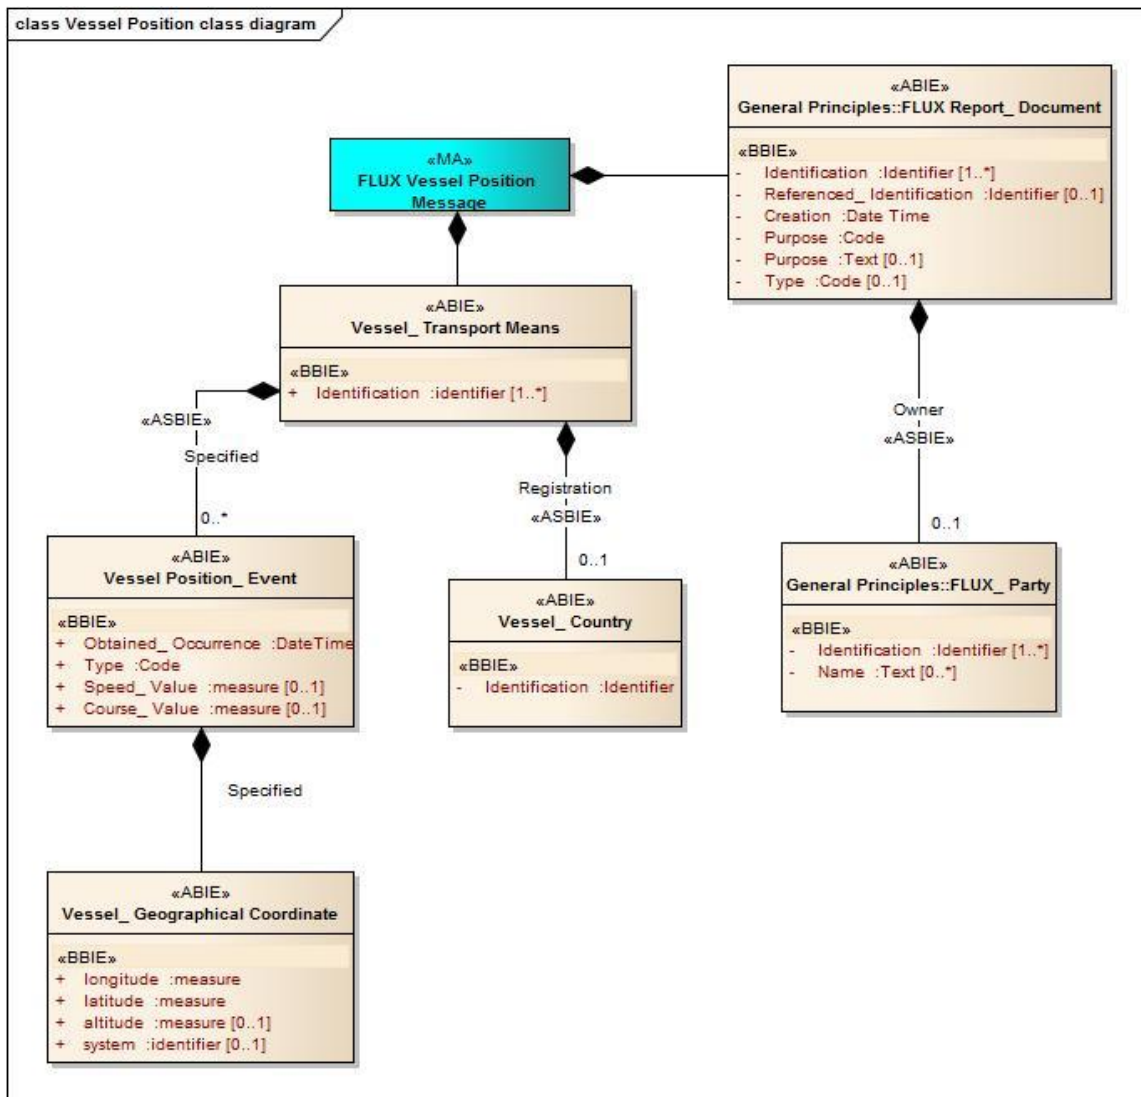 class Vessel Position class diagram
«ABIE»
General Principles::FLUX Report_ Document
«BBIE»
- Identification :Identifier [1..*]
- Referenced_ Identification :Identifier [0..1]
- Creation :Date Time
- Purpose :Code
- Purpose :Text [0..1]
- Type :Code [0..1]
«MA»
FLUX Vessel Position
Message
«ABIE»
Vessel_ Transport Means
«BBIE»
+ Identification :identifier [1..*]
«ASBIE»
Specified
0..*
Registration
«ASBIE»
0..1
Owner
«ASBIE»
0..1
«ABIE»
Vessel Position_ Event
«BBIE»
+ Obtained_ Occurrence :DateTime
+ Type :Code
+ Speed_ Value :measure [0..1]
+ Course_ Value :measure [0..1]
«ABIE»
Vessel_ Country
«BBIE»
- Identification :Identifier
«ABIE»
General Principles::FLUX_ Party
«BBIE»
- Identification :Identifier [1..*]
- Name :Text [0..*]
Specified
«ABIE»
Vessel_ Geographical Coordinate
«BBIE»
+ longitude :measure
+ latitude :measure
+ altitude :measure [0..1]
+ system :identifier [0..1]